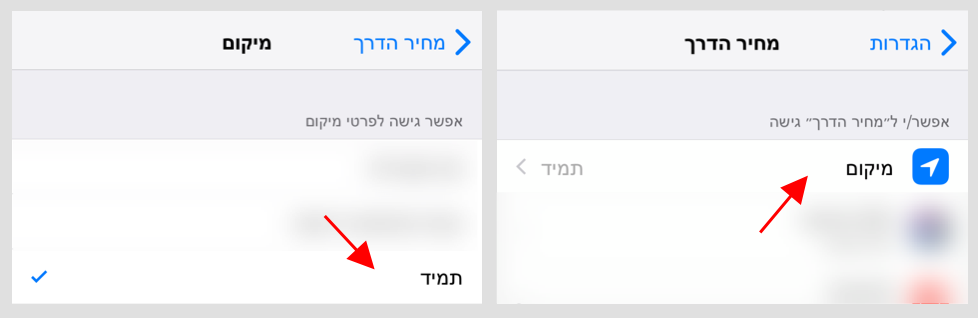 הגדרות
מחיר הדרך
אפשר/י ל״מחיר הדרך״ גישה
מיקום
תמיד
מחיר הדרך
מיקום
אפשר גישה לפרטי מיקום
תמיד